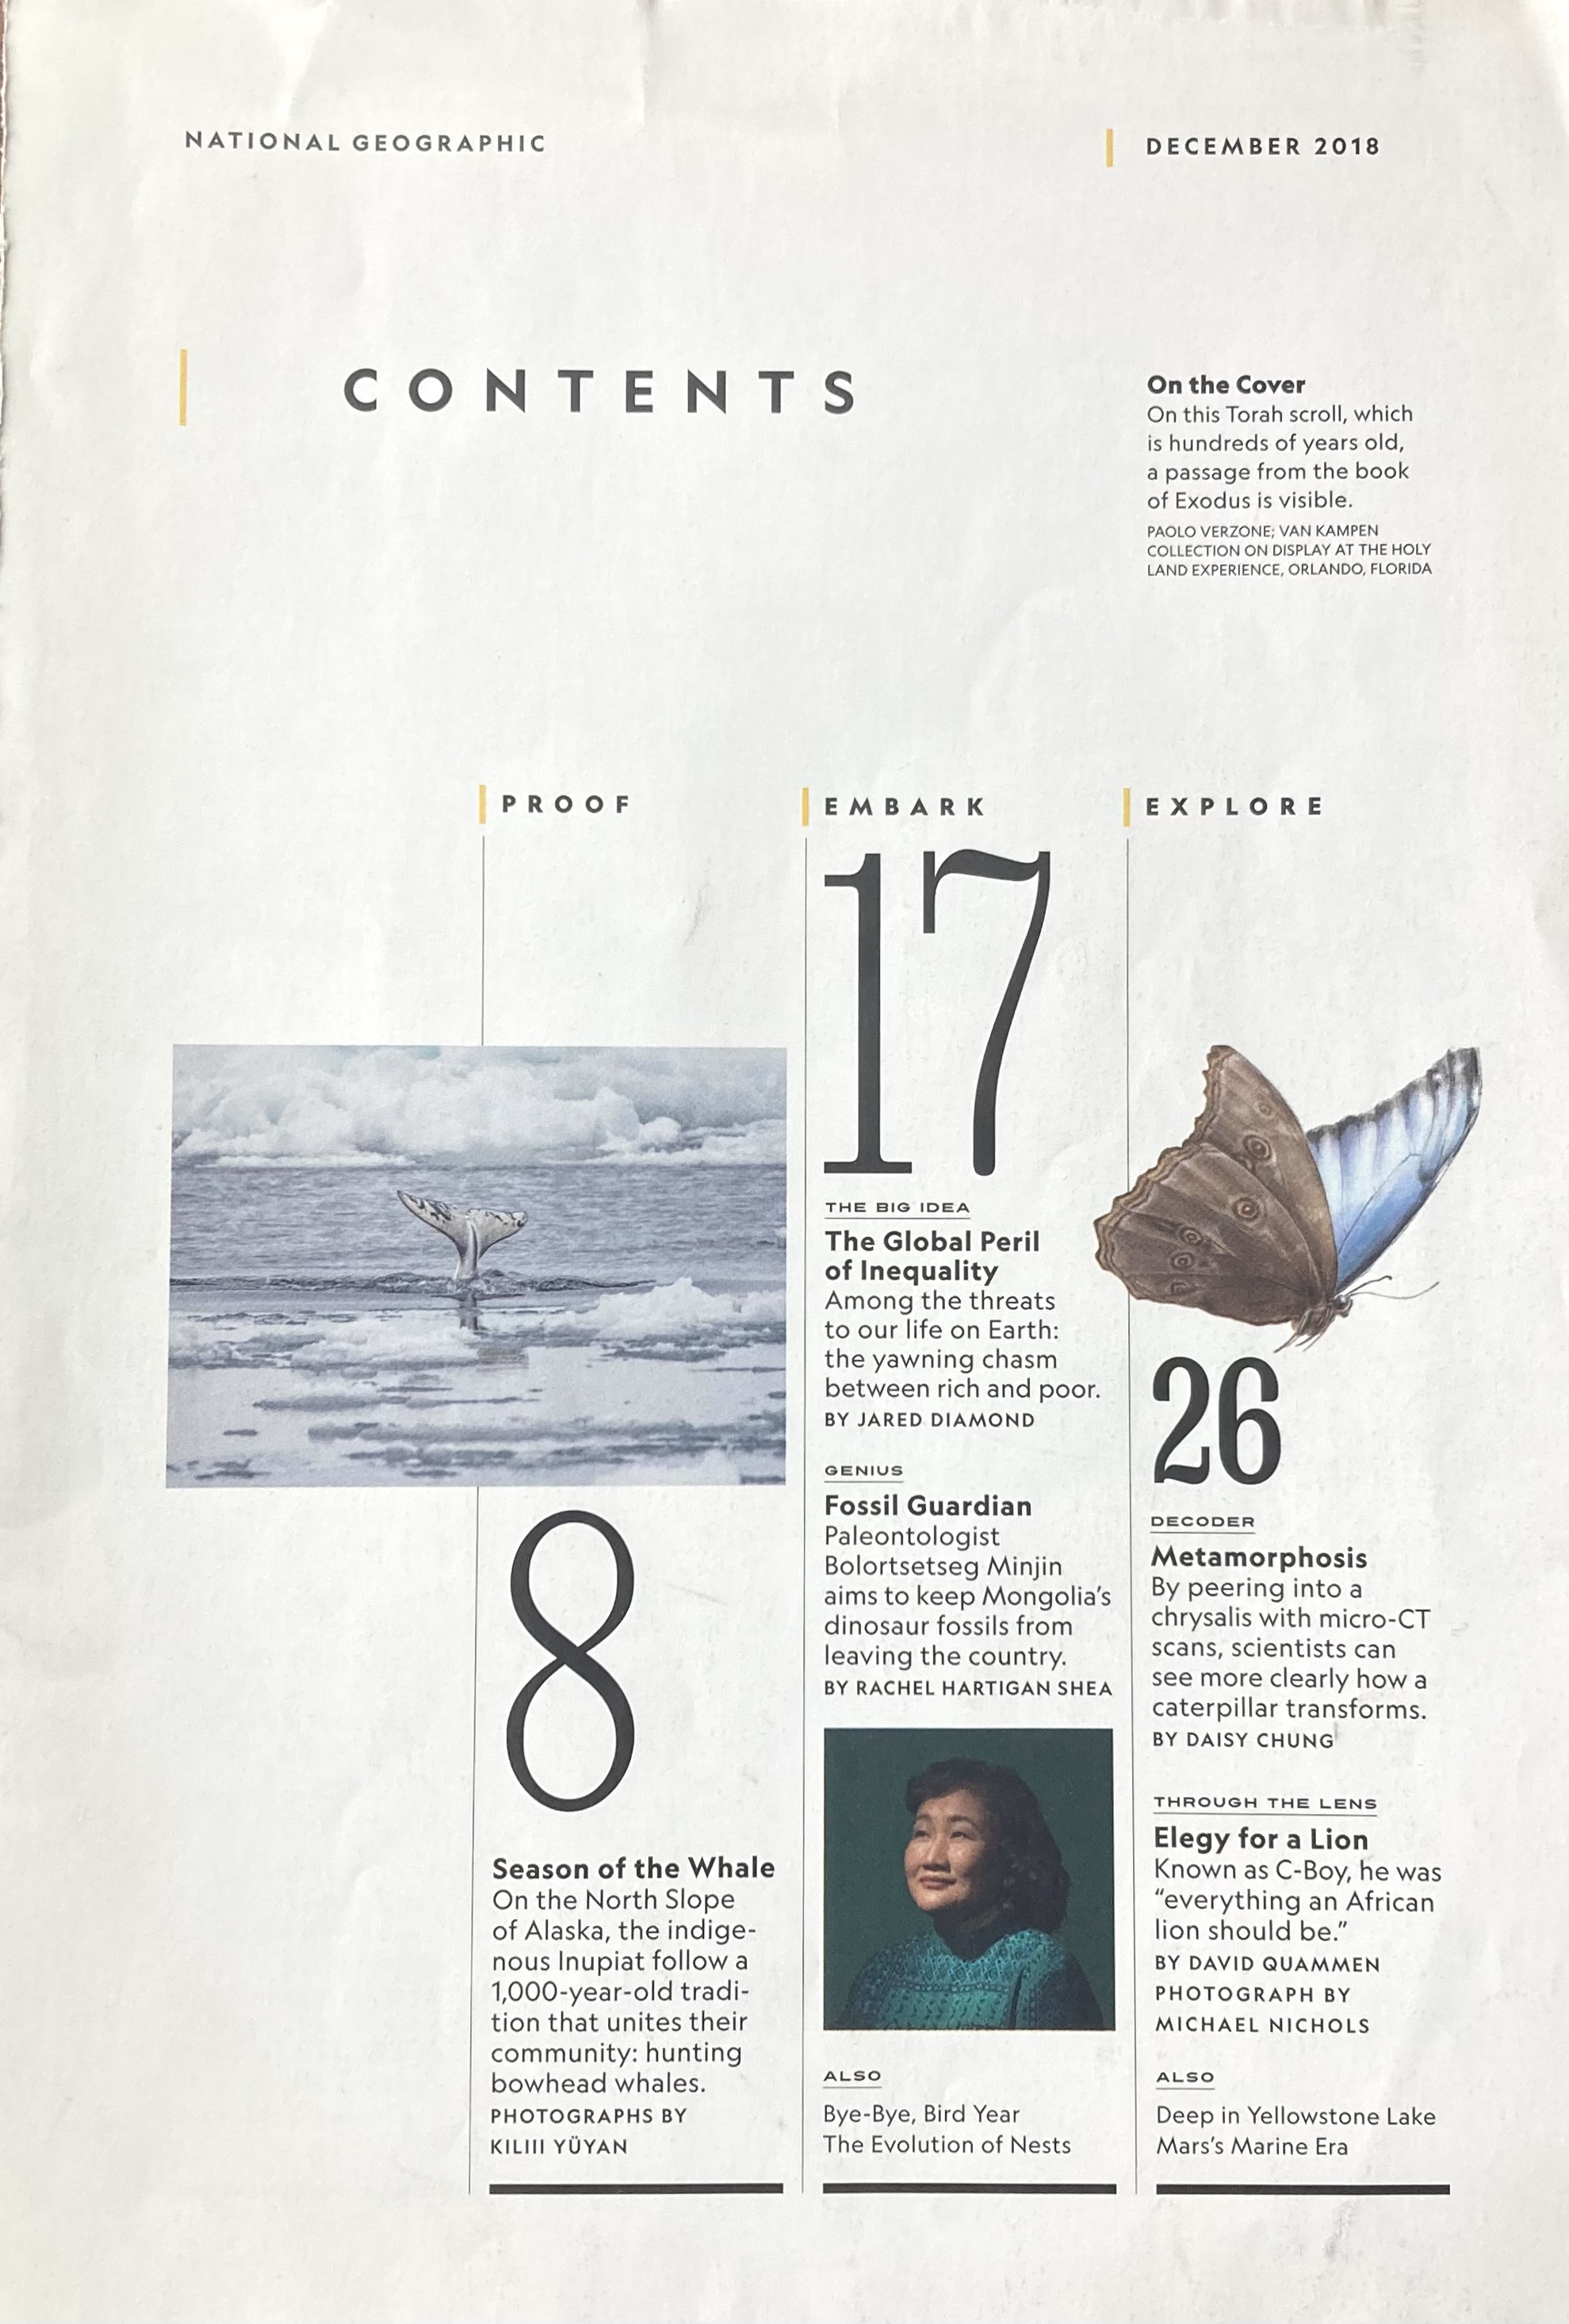 NATIONAL GEOGRAPHIC
DECEMBER 2018
CONTENTS
On the Cover
On this Torah scroll, which
is hundreds of years old,
a passage from the book
of Exodus is visible.
PAOLO VERZONE; VAN KAMPEN
COLLECTION ON DISPLAY AT THE HOLY
LAND EXPERIENCE, ORLANDO, FLORIDA
PROOF
8
Season of the Whale
On the North Slope
of Alaska, the indige-
nous Inupiat follow a
1,000-year-old tradi-
tion that unites their
community: hunting
bowhead whales.
PHOTOGRAPHS BY
KILIII YÜYAN
EMBARK
17
THE BIG IDEA
The Global Peril
of Inequality
Among the threats
to our life on Earth:
the yawning chasm
between rich and poor.
BY JARED DIAMOND
GENIUS
Fossil Guardian
Paleontologist
Bolortsetseg Minjin
aims to keep Mongolia’s
dinosaur fossils from
leaving the country.
BY RACHEL HARTIGAN SHEA
ALSO
Bye-Bye, Bird Year
The Evolution of Nests
EXPLORE
26
DECODER
Metamorphosis
By peering into a
chrysalis with micro-CT
scans, scientists can
see more clearly how a
caterpillar transforms.
BY DAISY CHUNG
THROUGH THE LENS
Elegy for a Lion
Known as C-Boy, he was
“everything an African
lion should be.”
BY DAVID QUAMMEN
PHOTOGRAPH BY
MICHAEL NICHOLS
ALSO
Deep in Yellowstone Lake
Mars’s Marine Era